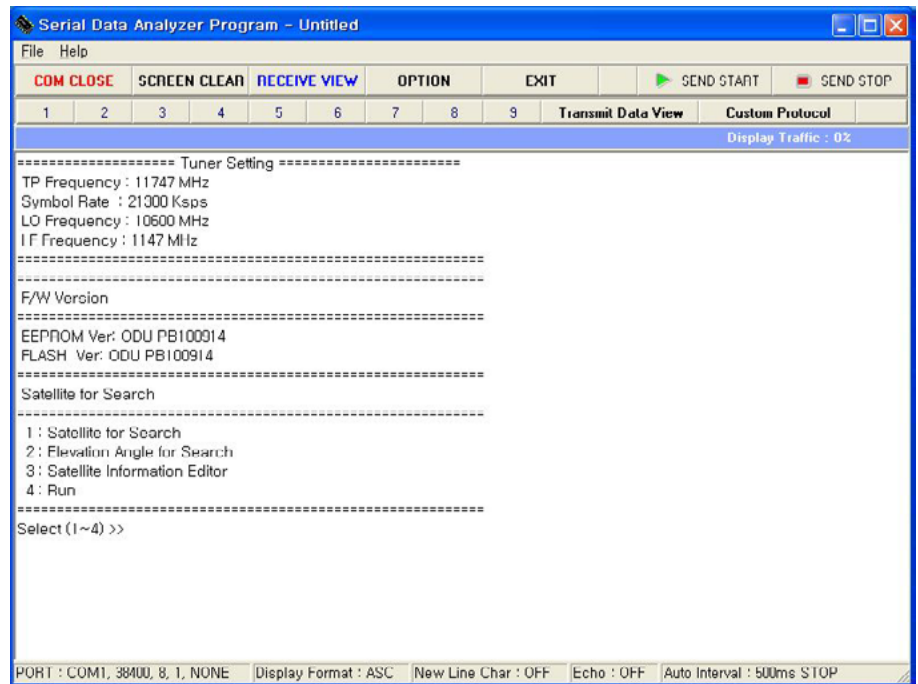 Serial Data Analyzer Program - Untitled
File Help
COM CLOSE SCREEN CLEAR RECEIVE VIEW OPTION EXIT SEND START SEND STOP
1 2 3 4 5 6 7 8 9 Transmit Data View Custom Protocol
Display Traffic : 0%
==================== Tuner Setting =======================
TP Frequency : 11747 MHz
Symbol Rate : 21300 Ksps
LO Frequency : 10600 MHz
I F Frequency : 1147 MHz
===========================================================
-----------------------------------------------------------
F/W Version
===========================================================
EEPROM Ver: ODU PB100914
FLASH Ver: ODU PB100914
===========================================================
Satellite for Search
-----------------------------------------------------------
1 : Satellite for Search
2 : Elevation Angle for Search
3 : Satellite Information Editor
4 : Run
===========================================================
Select (1~4) >>
PORT : COM1, 38400, 8, 1, NONE Display Format : ASC New Line Char : OFF Echo : OFF Auto Interval : 500ms STOP